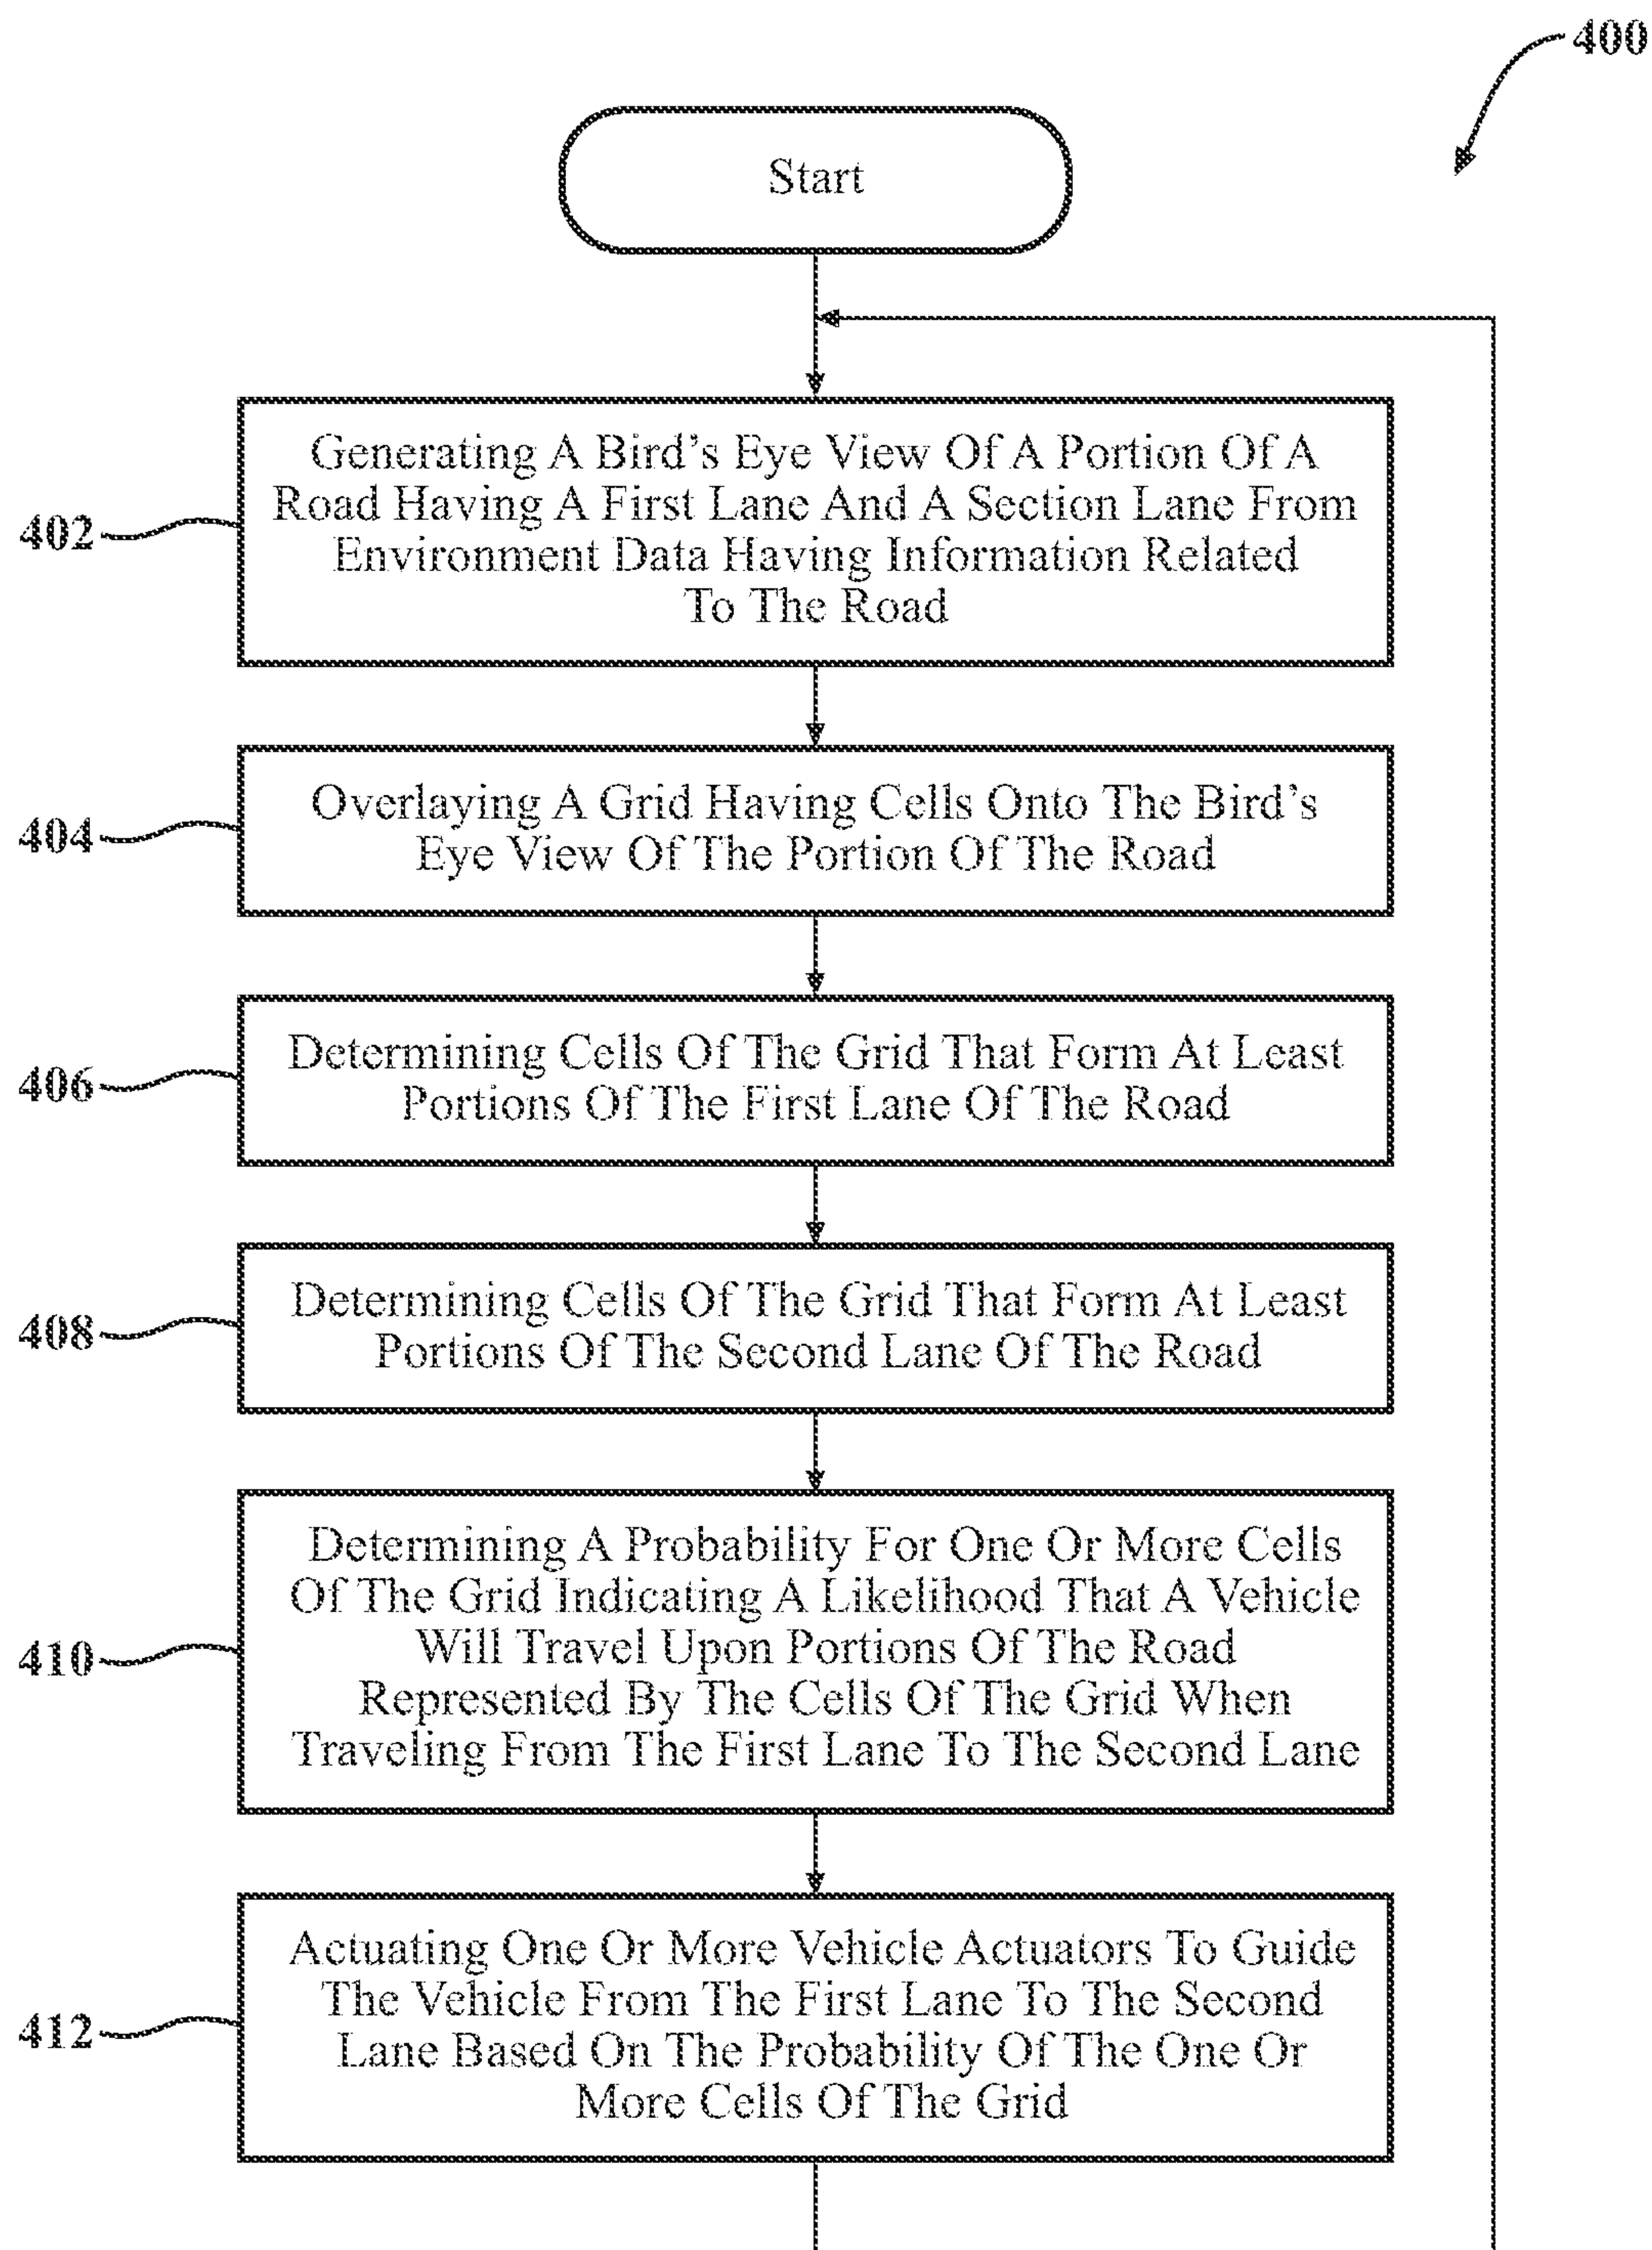 400
Start
402
Generating A Bird's Eye View Of A Portion Of A
Road Having A First Lane And A Section Lane From
Environment Data Having Information Related
To The Road
404
Overlaying A Grid Having Cells Onto The Bird's
Eye View Of The Portion Of The Road
406
Determining Cells Of The Grid That Form At Least
Portions Of The First Lane Of The Road
408
Determining Cells Of The Grid That Form At Least
Portions Of The Second Lane Of The Road
410
Determining A Probability For One Or More Cells
Of The Grid Indicating A Likelihood That A Vehicle
Will Travel Upon Portions Of The Road
Represented By The Cells Of The Grid When
Traveling From The First Lane To The Second Lane
412
Actuating One Or More Vehicle Actuators To Guide
The Vehicle From The First Lane To The Second
Lane Based On The Probability Of The One Or
More Cells Of The Grid